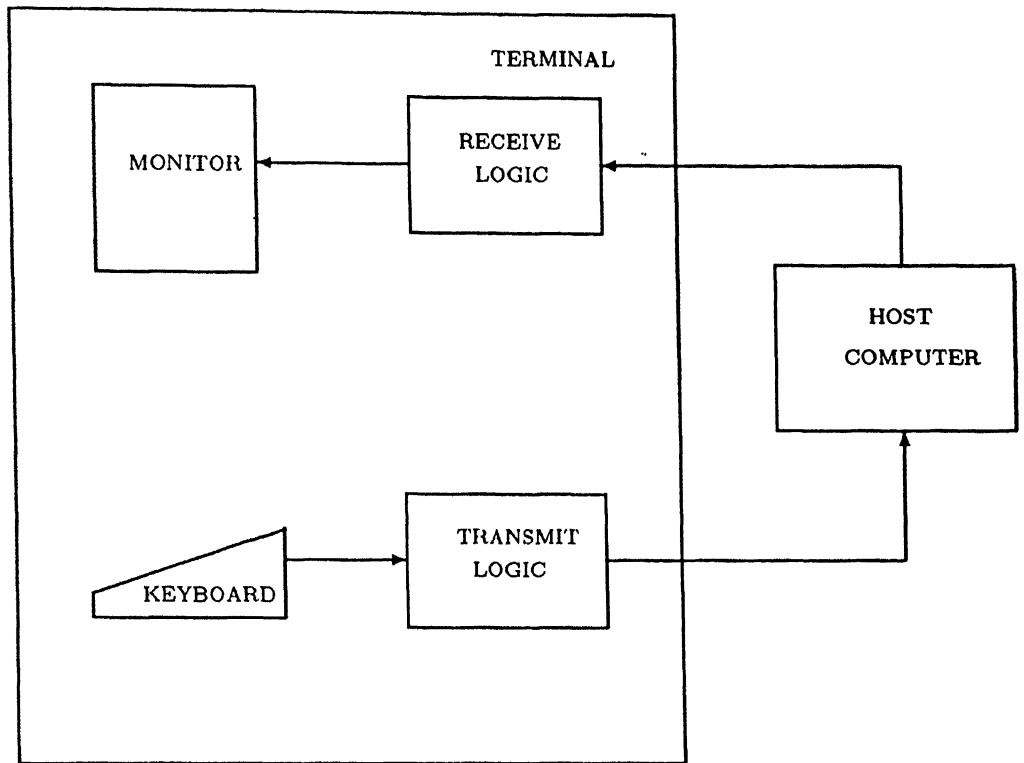 TERMINAL
MONITOR
RECEIVE
LOGIC
HOST
COMPUTER
TRANSMIT
LOGIC
KEYBOARD